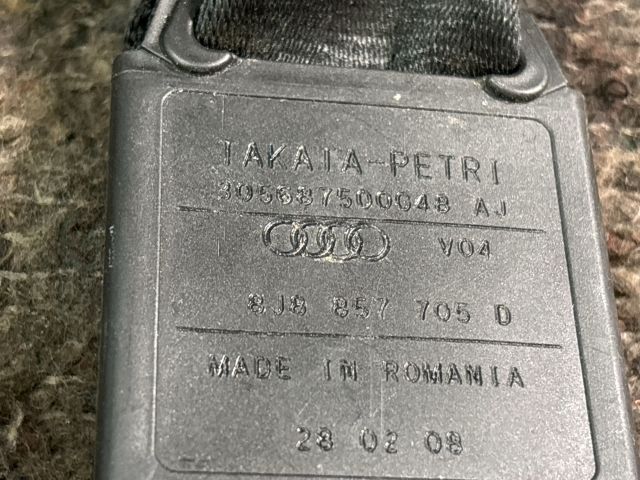 TAKATA-PETRI
305687500048 AJ
V04
8J8 857 705 D
MADE IN ROMANIA
28 02 08